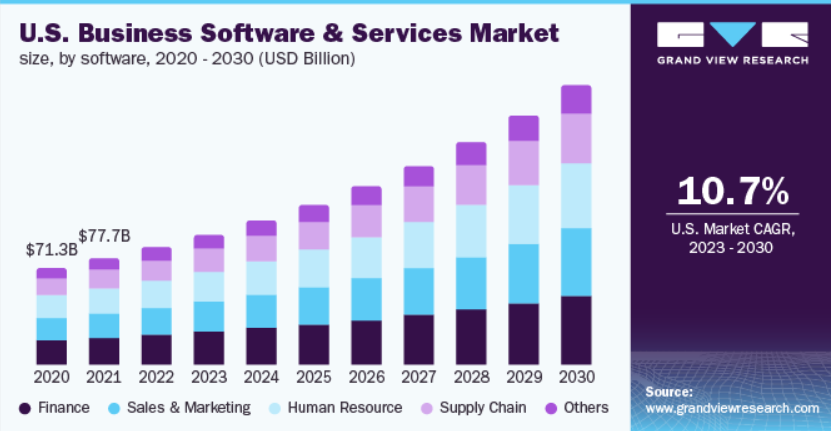 U.S. Business Software & Services Market
size, by software, 2020 - 2030 (USD Billion)
$71.3B
$77.7B
2020 2021 2022 2023 2024 2025 2026 2027 2028 2029 2030
Finance Sales & Marketing Human Resource Supply Chain Others
GRAND VIEW RESEARCH
10.7%
U.S. Market CAGR,
2023 - 2030
Source:
www.grandviewresearch.com